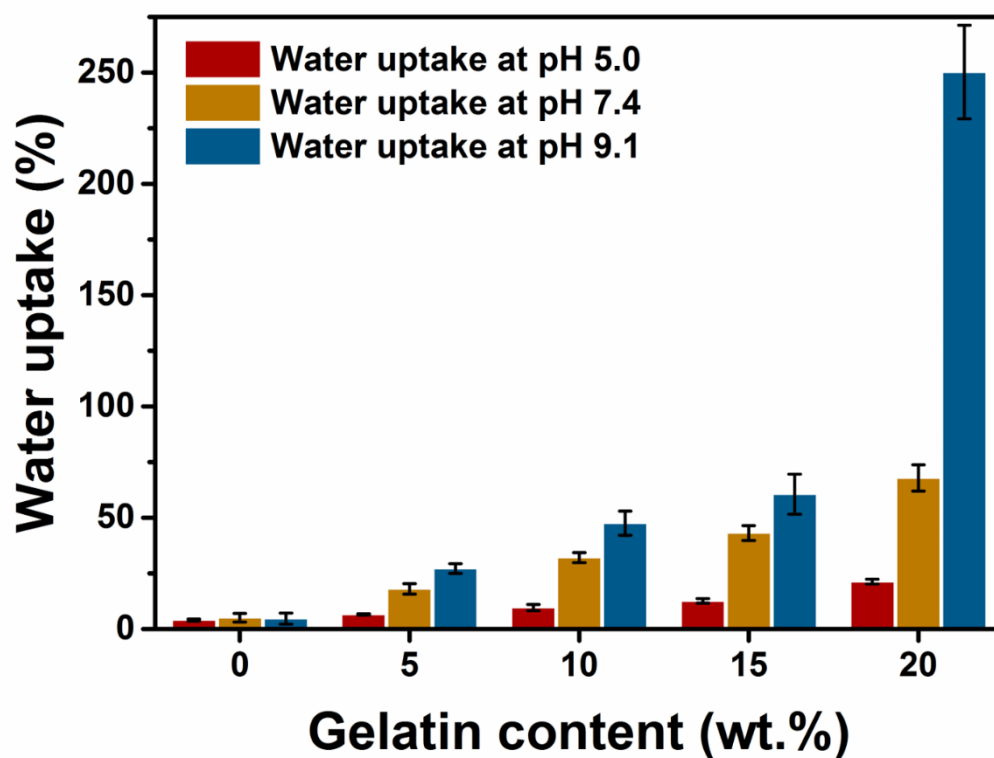 Water uptake at pH 5.0
Water uptake at pH 7.4
Water uptake at pH 9.1
Water uptake (%)
250
200
150
100
50
0
0 5 10 15 20
Gelatin content (wt.%)